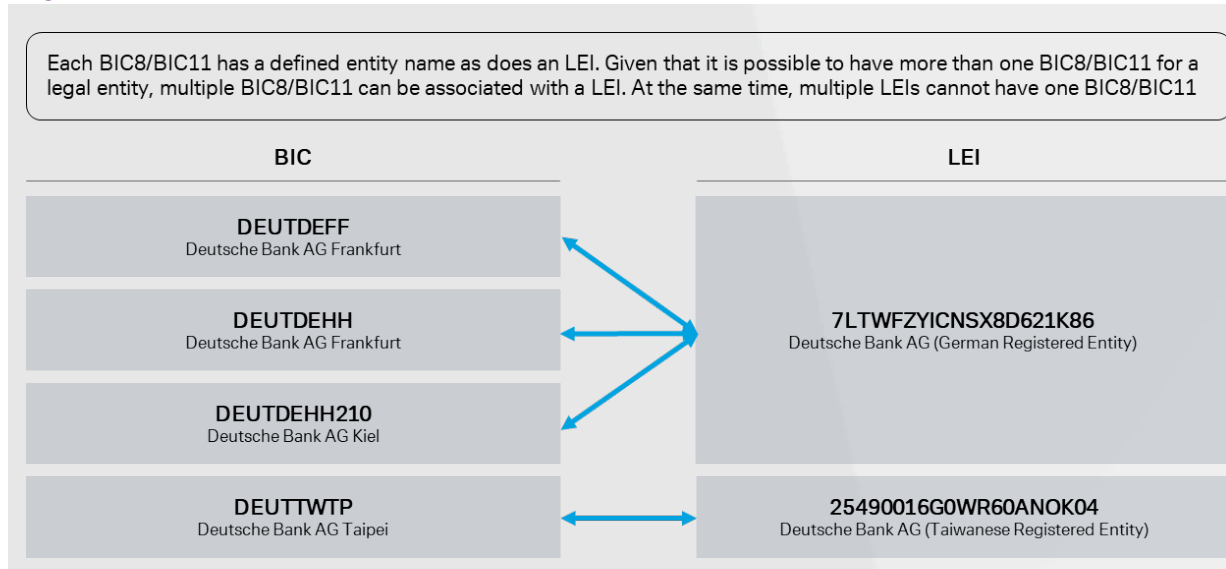 Each BIC8/BIC11 has a defined entity name as does an LEI. Given that it is possible to have more than one BIC8/BIC11 for a
legal entity, multiple BIC8/BIC11 can be associated with a LEI. At the same time, multiple LEIs cannot have one BIC8/BIC11
BIC
LEI
DEUTDEFF
Deutsche Bank AG Frankfurt
DEUTDEHH
Deutsche Bank AG Frankfurt
DEUTDEHH210
Deutsche Bank AG Kiel
7LTWFZYICNSX8D621K86
Deutsche Bank AG (German Registered Entity)
DEUTTWTP
Deutsche Bank AG Taipei
25490016G0WR60ANOK04
Deutsche Bank AG (Taiwanese Registered Entity)